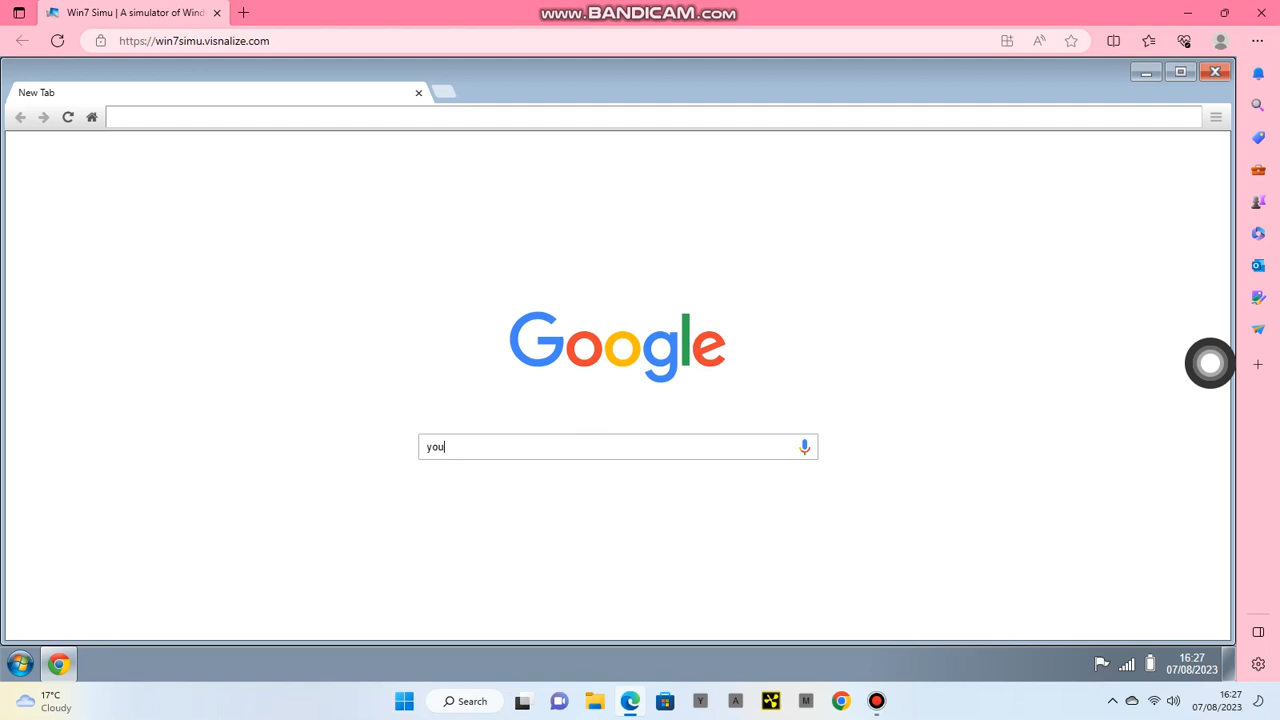 Win7 Simu | A simulator of Wind
www.BANDICAM.com
https://win7simu.visnalize.com
New Tab
Google
you
16:27
07/08/2023
17°C
Cloudy
Search
Y
A
M
16:27
07/08/2023